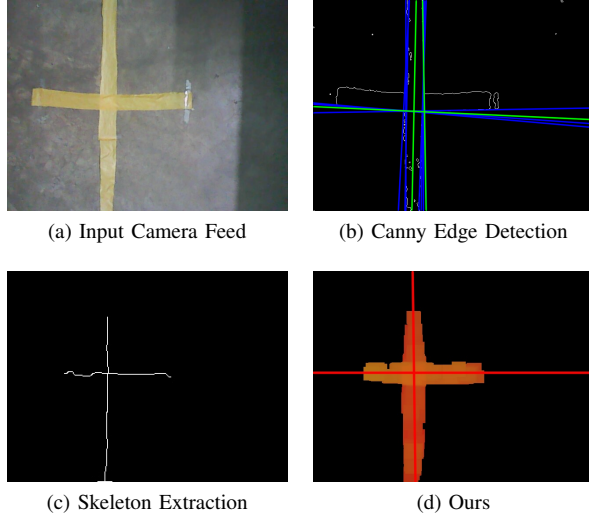 (a) Input Camera Feed
(b) Canny Edge Detection
(c) Skeleton Extraction
(d) Ours